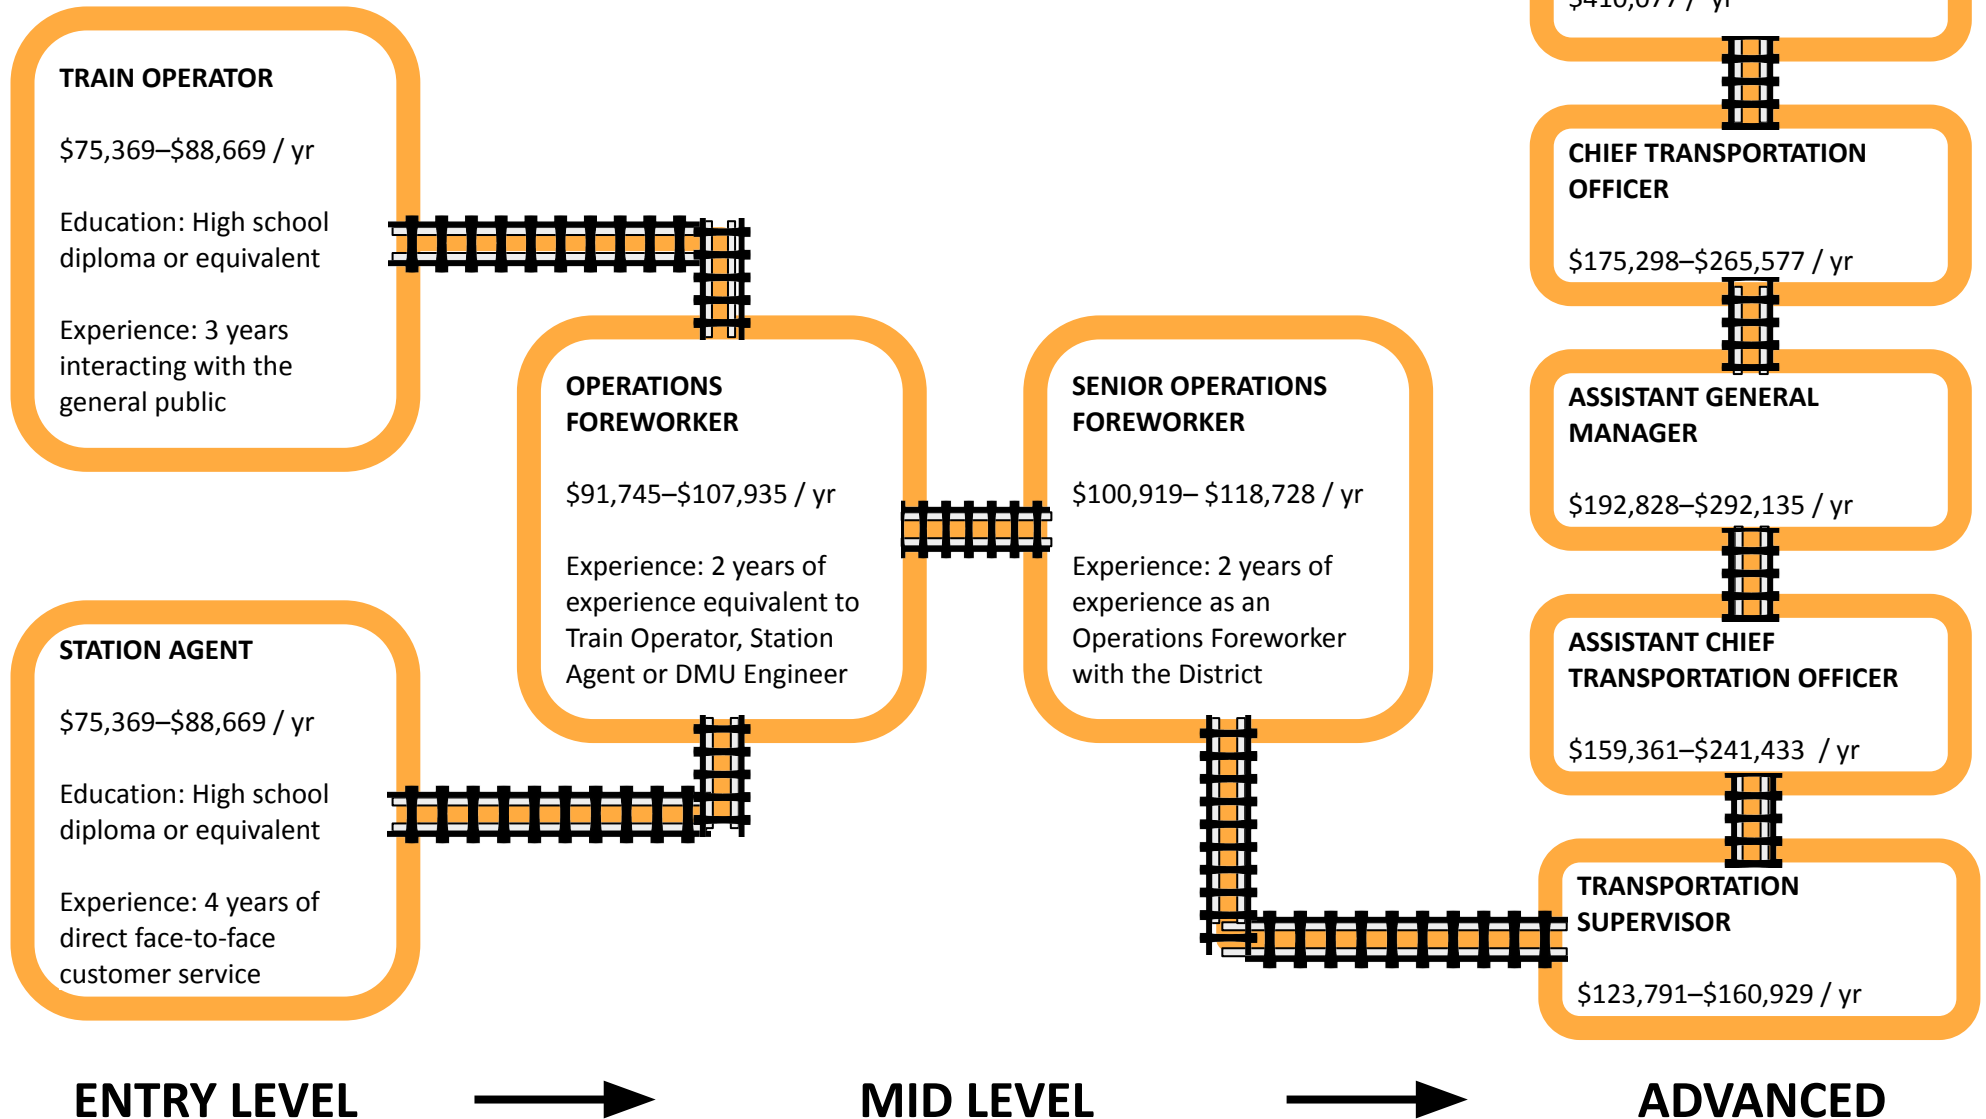 TRAIN OPERATOR
$75,369–$88,669 / yr
Education: High school
diploma or equivalent
Experience: 3 years
interacting with the
general public
STATION AGENT
$75,369–$88,669 / yr
Education: High school
diploma or equivalent
Experience: 4 years of
direct face-to-face
customer service
OPERATIONS
FOREWORKER
$91,745–$107,935 / yr
Experience: 2 years of
experience equivalent to
Train Operator, Station
Agent or DMU Engineer
SENIOR OPERATIONS
FOREWORKER
$100,919– $118,728 / yr
Experience: 2 years of
experience as an
Operations Foreworker
with the District
/ yr
CHIEF TRANSPORTATION
OFFICER
$175,298–$265,577 / yr
ASSISTANT GENERAL
MANAGER
$192,828–$292,135 / yr
ASSISTANT CHIEF
TRANSPORTATION OFFICER
$159,361–$241,433 / yr
TRANSPORTATION
SUPERVISOR
$123,791–$160,929 / yr
ENTRY LEVEL
MID LEVEL
ADVANCED